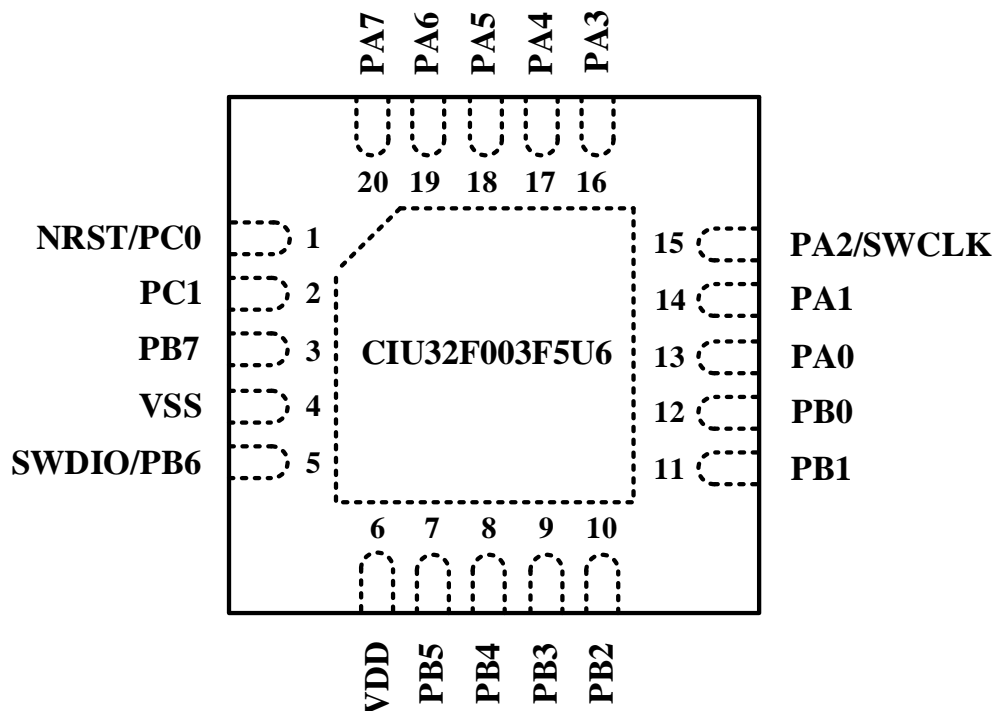 PA7 PA6 PA5 PA4 PA3
20 19 18 17 16
NRST/PC0 1
PC1 2
PB7 3
VSS 4
SWDIO/PB6 5
CIU32F003F5U6
15 PA2/SWCLK
14 PA1
13 PA0
12 PB0
11 PB1
6 7 8 9 10
VDD PB5 PB4 PB3 PB2